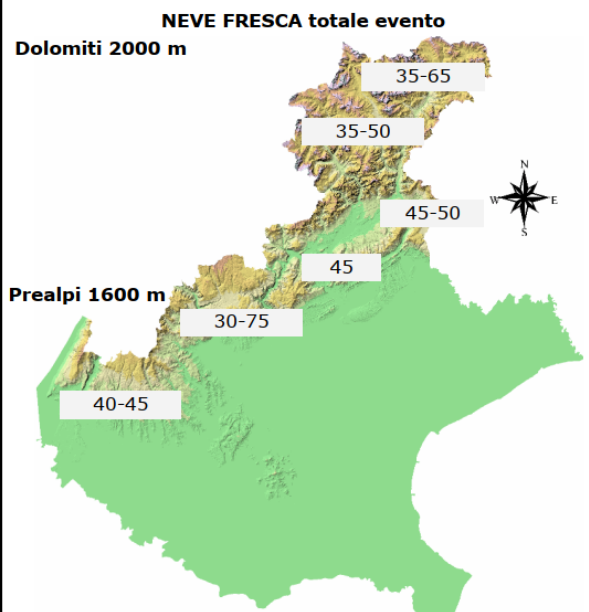 NEVE FRESCA totale evento
Dolomiti 2000 m
35-65
35-50
N
W E
S
45-50
45
Prealpi 1600 m
30-75
40-45